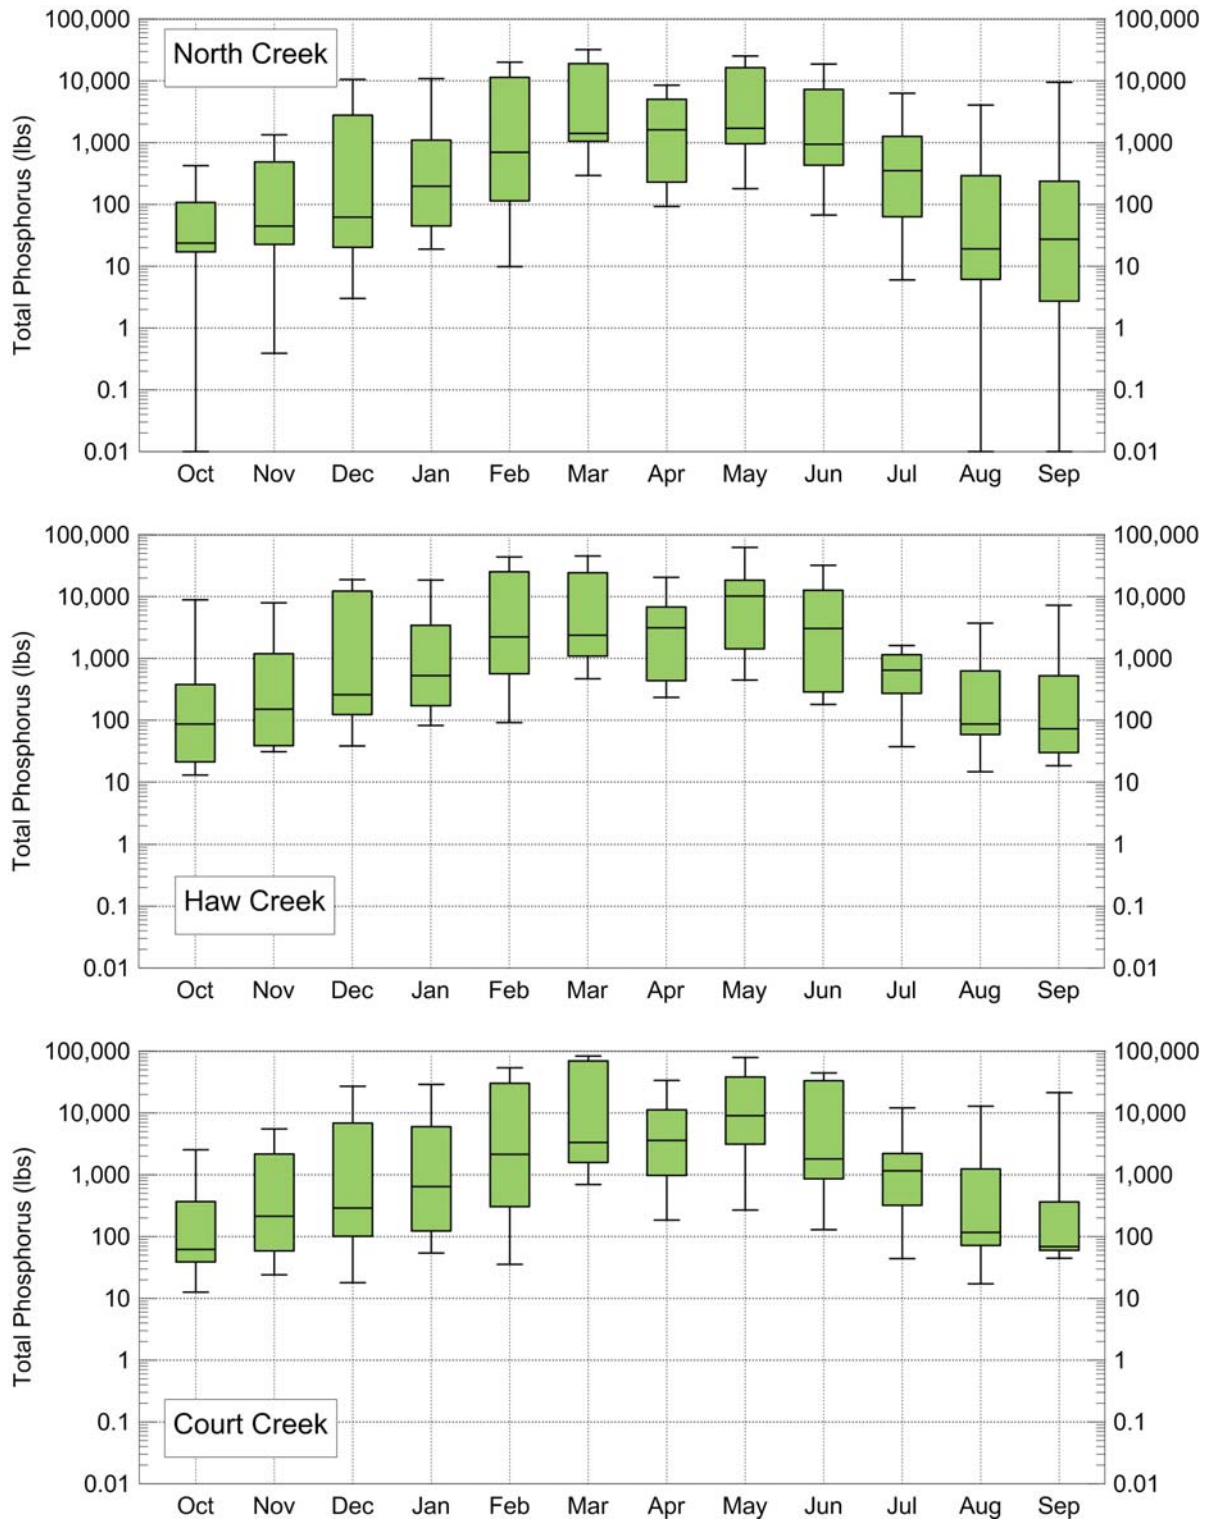 100,000 100,000
North Creek
10,000 10,000
1,000 1,000
100 100
10 10
1 1
0.1 0.1
0.01 0.01
Total Phosphorus (lbs)
Oct Nov Dec Jan Feb Mar Apr May Jun Jul Aug Sep
100,000 100,000
10,000 10,000
1,000 1,000
100 100
10 10
1 1
Haw Creek
0.1 0.1
0.01 0.01
Total Phosphorus (lbs)
Oct Nov Dec Jan Feb Mar Apr May Jun Jul Aug Sep
100,000 100,000
10,000 10,000
1,000 1,000
100 100
10 10
1 1
0.1 0.1
Court Creek
0.01 0.01
Total Phosphorus (lbs)
Oct Nov Dec Jan Feb Mar Apr May Jun Jul Aug Sep